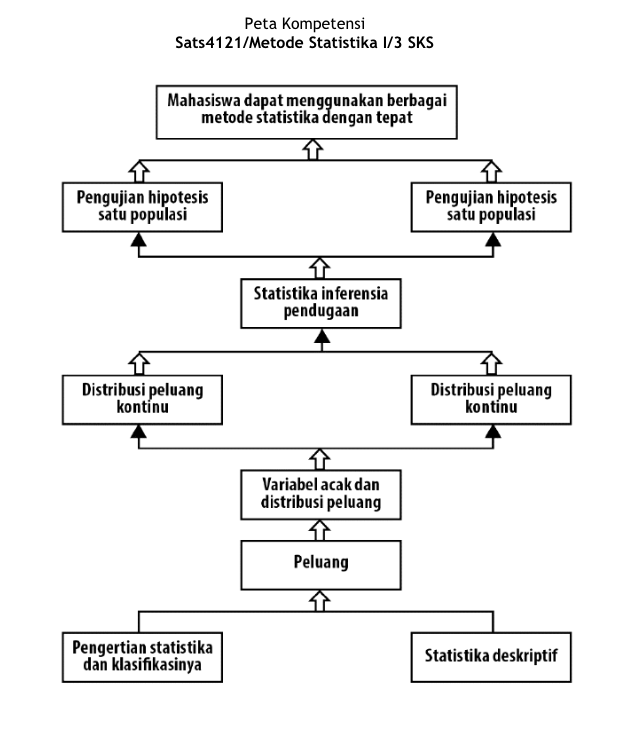 Peta Kompetensi
Sats4121/Metode Statistika I/3 SKS
Mahasiswa dapat menggunakan berbagai
metode statistika dengan tepat
Pengujian hipotesis
satu populasi
Pengujian hipotesis
satu populasi
Statistika inferensia
pendugaan
Distribusi peluang
kontinu
Distribusi peluang
kontinu
Variabel acak dan
distribusi peluang
Peluang
Pengertian statistika
dan klasifikasinya
Statistika deskriptif